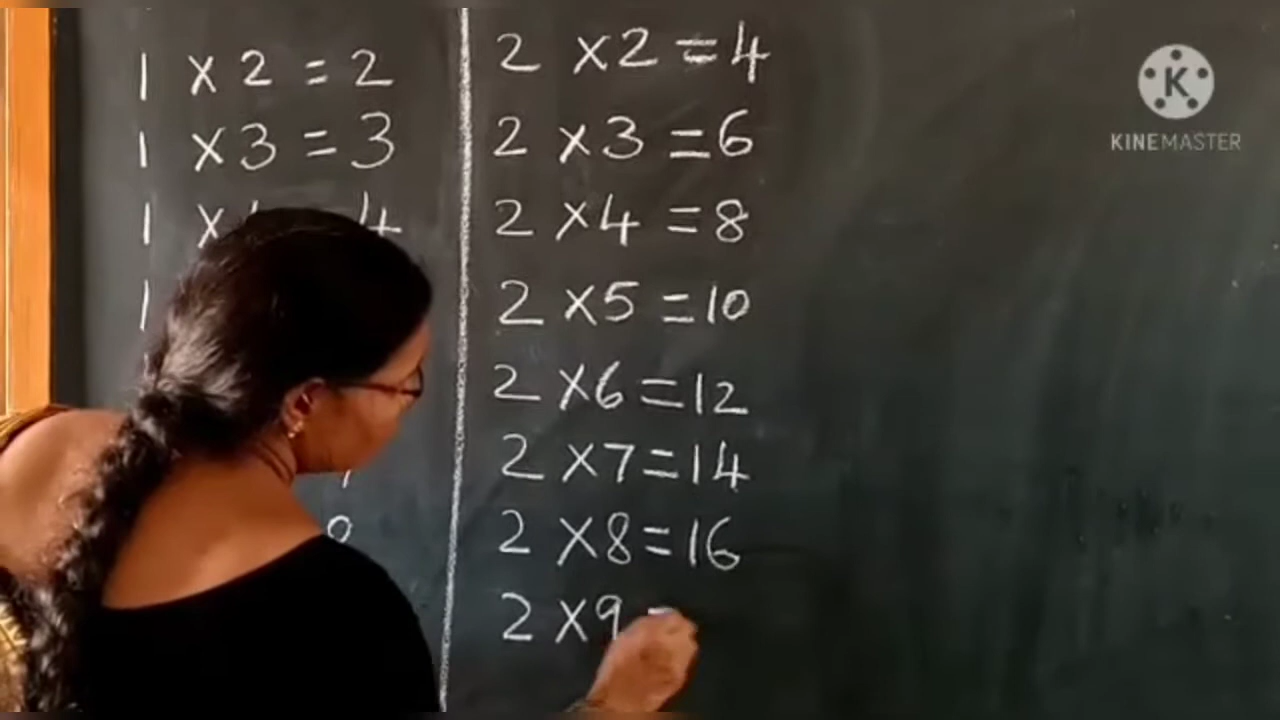 1 × 2 = 2
1 × 3 = 3
1 × 4
1
2 × 2 = 4
2 × 3 = 6
2 × 4 = 8
2 × 5 = 10
2 × 6 = 12
2 × 7 = 14
2 × 8 = 16
2 × 9 =
K
KINEMASTER